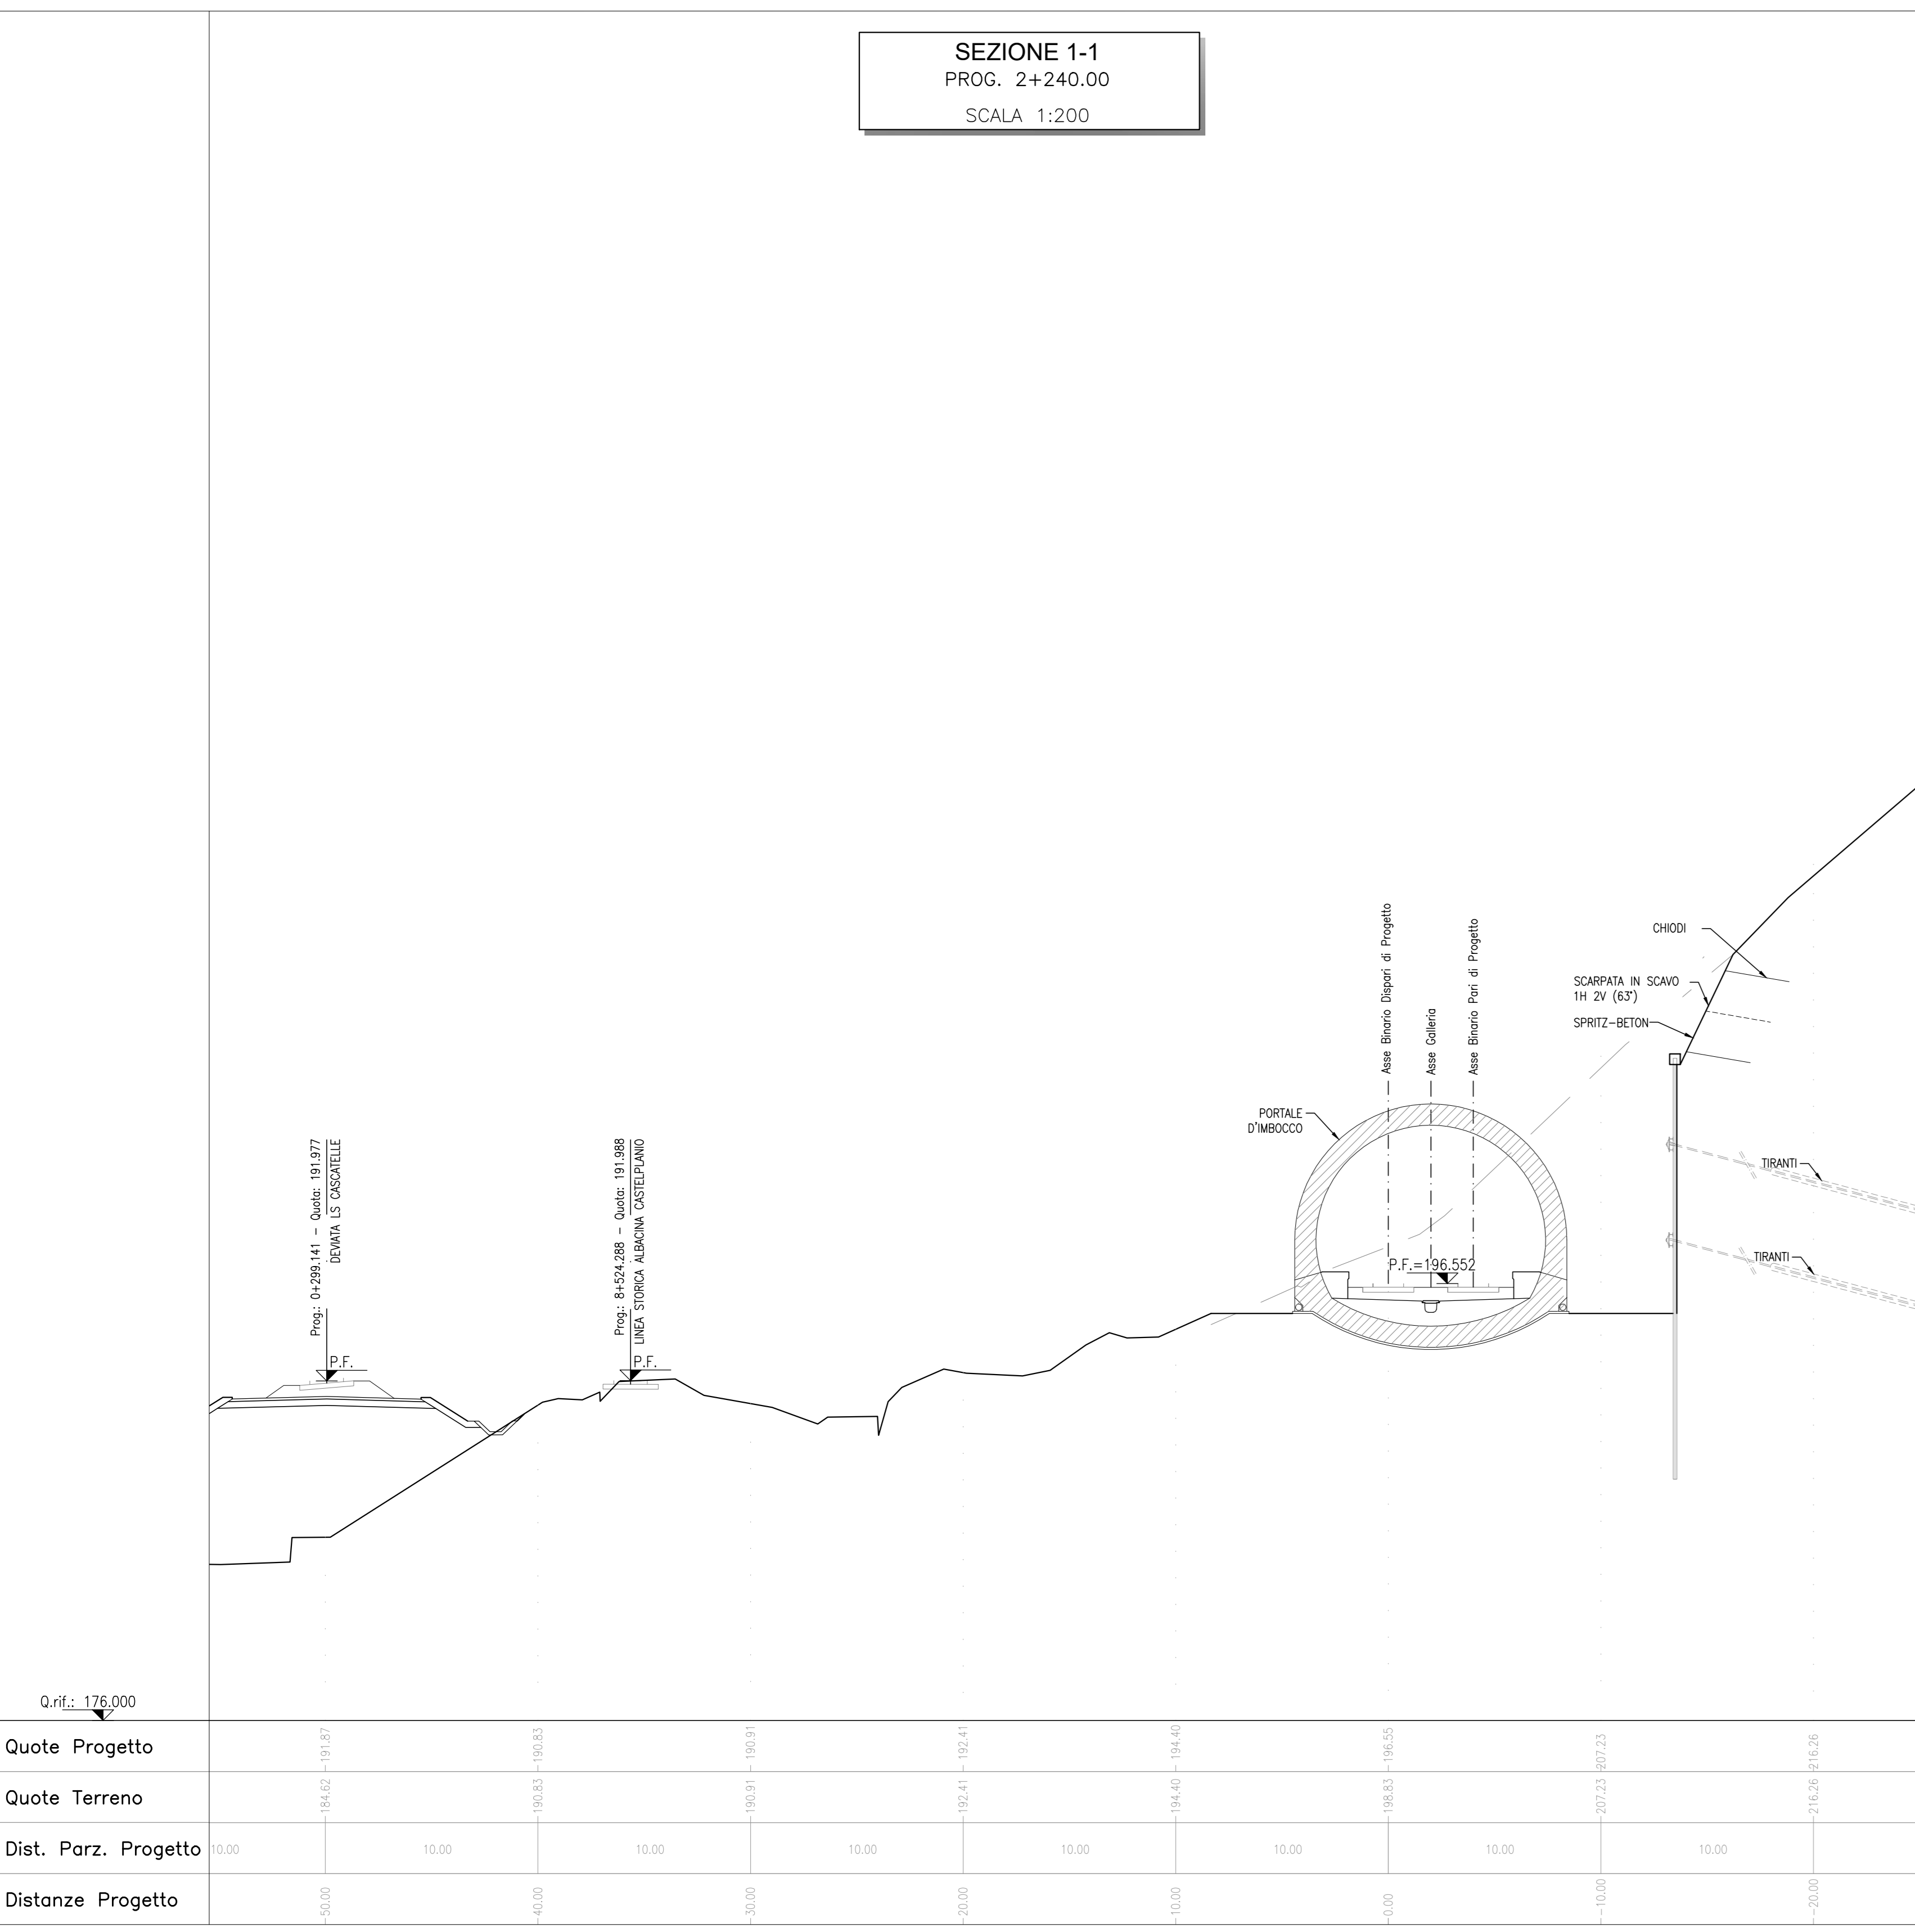 SEZIONE 1-1
PROG. 2+240.00
SCALA 1:200
CHIODI
SCARPATA IN SCAVO
1H 2V (63°)
SPRITZ-BETON
Asse Binario Dispari di Progetto
Asse Galleria
Asse Binario Pari di Progetto
PORTALE
D'IMBOCCO
TIRANTI
TIRANTI
P.F.=196.552
Prog.: 0+299.141 - Quota: 191.977
DEVIATA LS CASCATELLE
P.F.
Prog.: 8+524.288 - Quota: 191.988
LINEA STORICA ALBACINA CASTELPLANIO
P.F.
Q.rif.: 176.000
Quote Progetto 191.87 190.83 190.91 192.41 194.40 196.55 207.23 216.26
Quote Terreno 184.62 190.83 190.91 192.41 194.40 198.83 207.23 216.26
Dist. Parz. Progetto 10.00 10.00 10.00 10.00 10.00 10.00 10.00 10.00
Distanze Progetto 50.00 40.00 30.00 20.00 10.00 0.00 -10.00 -20.00